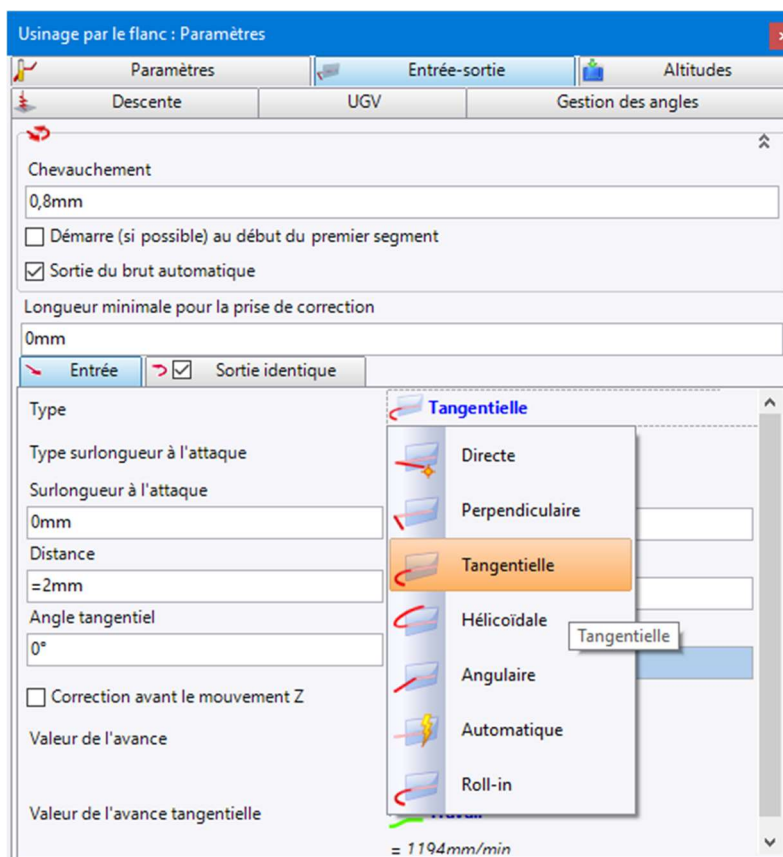 Usinage par le flanc : Paramètres
Paramètres
Entrée-sortie
Altitudes
Descente
UGV
Gestion des angles
Chevauchement
0,8mm
Démarre (si possible) au début du premier segment
Sortie du brut automatique
Longueur minimale pour la prise de correction
0mm
Entrée
Sortie identique
Type
Tangentielle
Type surlongueur à l'attaque
Surlongueur à l'attaque
0mm
Distance
=2mm
Angle tangentiel
0°
Correction avant le mouvement Z
Valeur de l'avance
Valeur de l'avance tangentielle
Directe
Perpendiculaire
Tangentielle
Hélicoïdale
Tangentielle
Angulaire
Automatique
Roll-in
= 1194mm/min